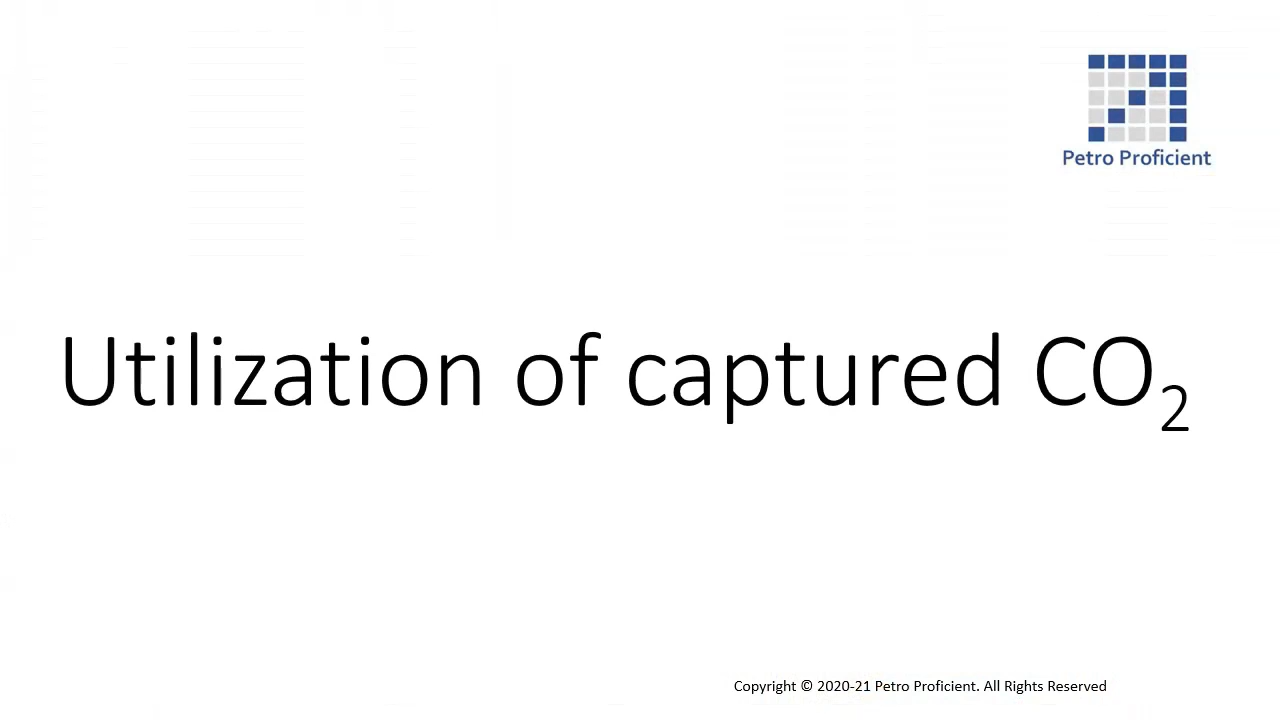 Petro Proficient
Utilization of captured CO₂
Copyright © 2020-21 Petro Proficient. All Rights Reserved